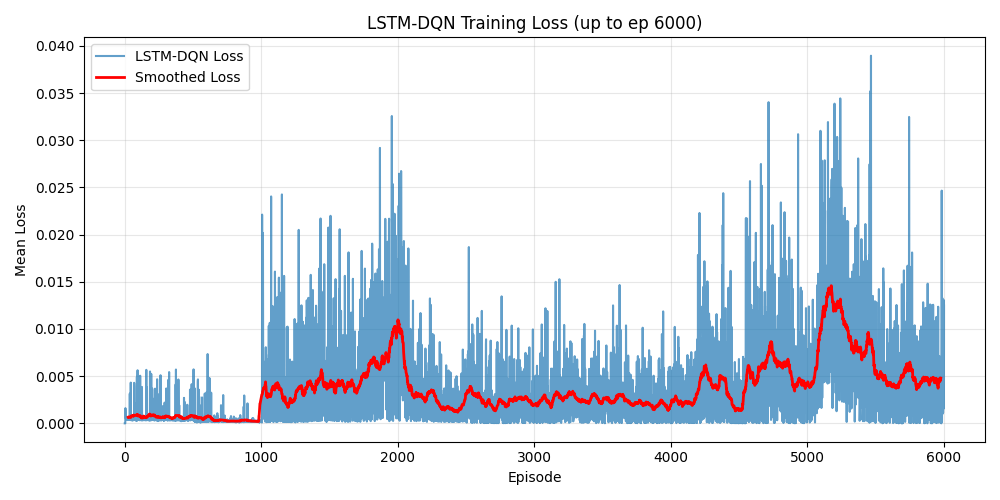 LSTM-DQN Training Loss (up to ep 6000)
LSTM-DQN Loss
Smoothed Loss
Mean Loss
0.040
0.035
0.030
0.025
0.020
0.015
0.010
0.005
0.000
0 1000 2000 3000 4000 5000 6000
Episode